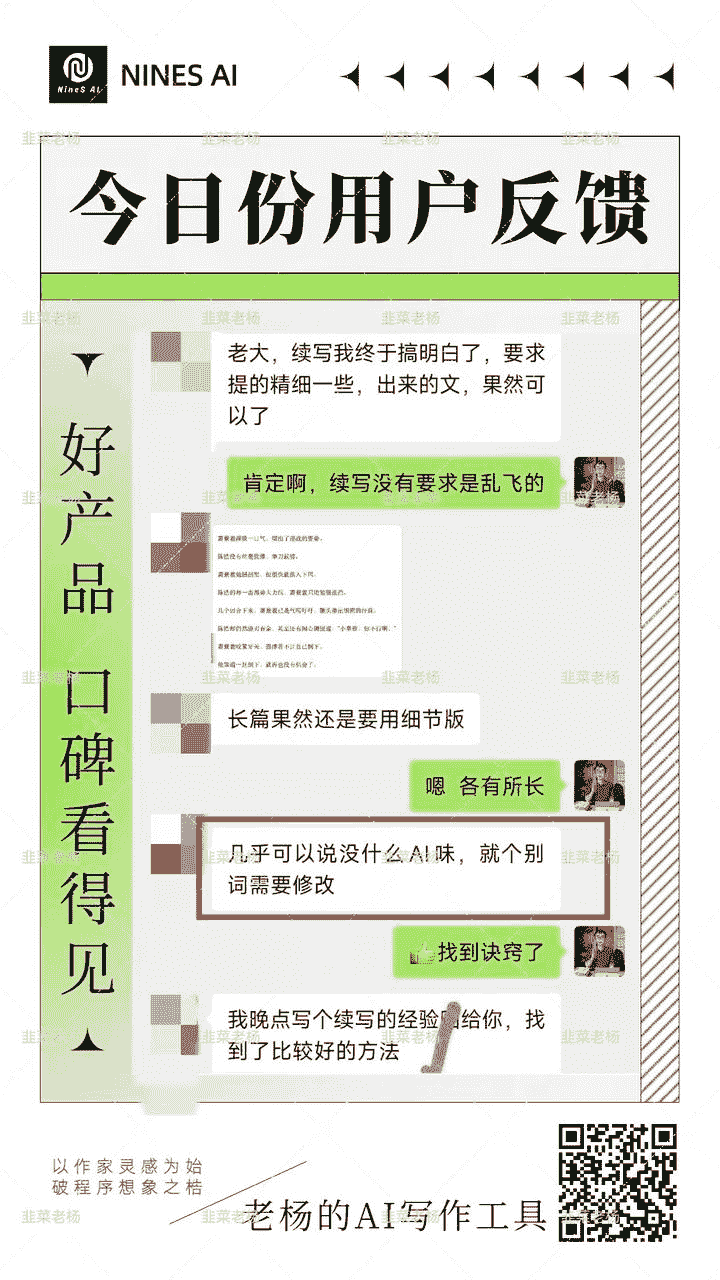 NineS AI
NINES AI
今日份用户反馈
好产品 口碑看得见
老大，续写我终于搞明白了，要求
提的精细一些，出来的文，果然可
以了
肯定啊，续写没有要求是乱飞的
长篇果然还是要用细节版
嗯 各有所长
几乎可以说没什么AI味，就个别
词需要修改
找到诀窍了
我晚点写个续写的经验给你，找
到了比较好的方法
以作家灵感为始
破程序想象之梏
老杨的AI写作工具
韭菜老杨